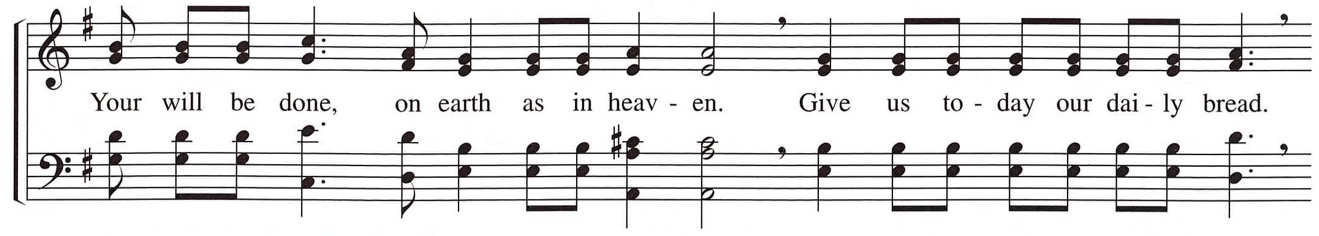 Your will be done, on earth as in heav - en. Give us to - day our dai - ly bread.